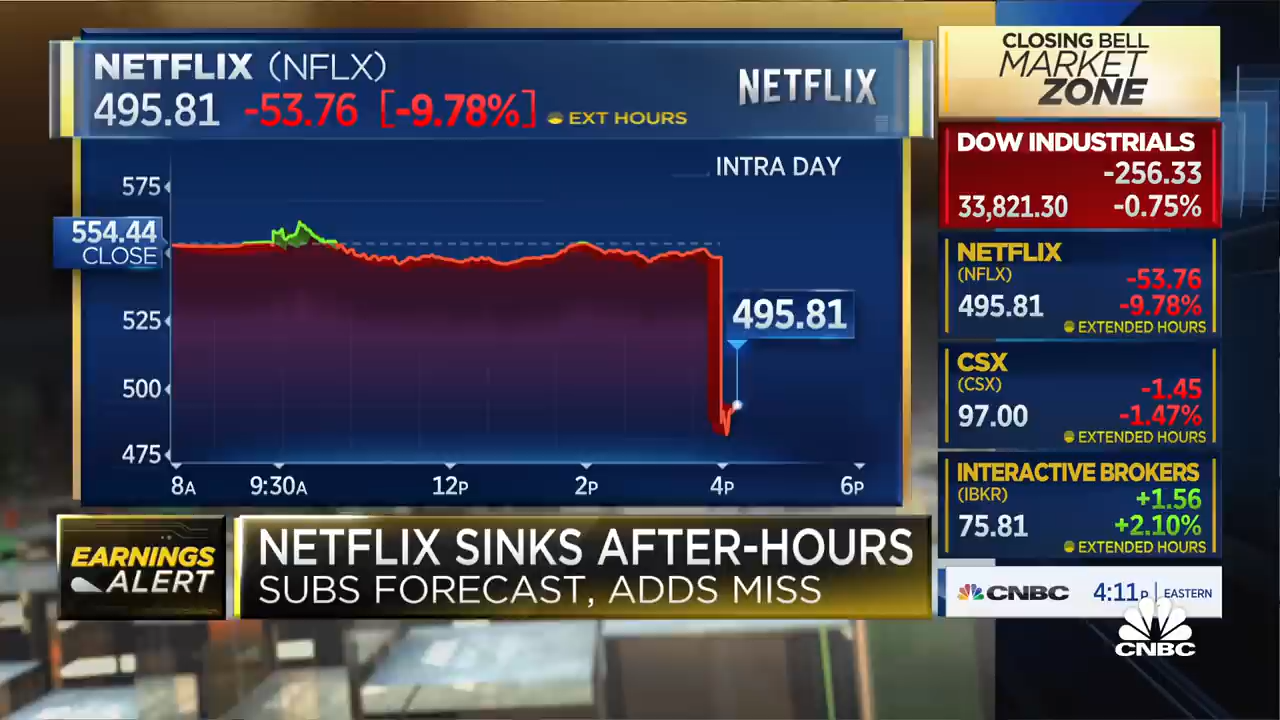 NETFLIX (NFLX)
495.81 -53.76 [-9.78%] EXT HOURS
NETFLIX
INTRA DAY
575
554.44
CLOSE
525
500
475
495.81
8A 9:30A 12P 2P 4P 6P
EARNINGS
ALERT
NETFLIX SINKS AFTER-HOURS
SUBS FORECAST, ADDS MISS
CLOSING BELL
MARKET
ZONE
DOW INDUSTRIALS
-256.33
33,821.30 -0.75%
NETFLIX
(NFLX) -53.76
495.81 -9.78%
EXTENDED HOURS
CSX
(CSX) -1.45
97.00 -1.47%
EXTENDED HOURS
INTERACTIVE BROKERS
(IBKR) +1.56
75.81 +2.10%
EXTENDED HOURS
CNBC 4:11P | EASTERN
CNBC